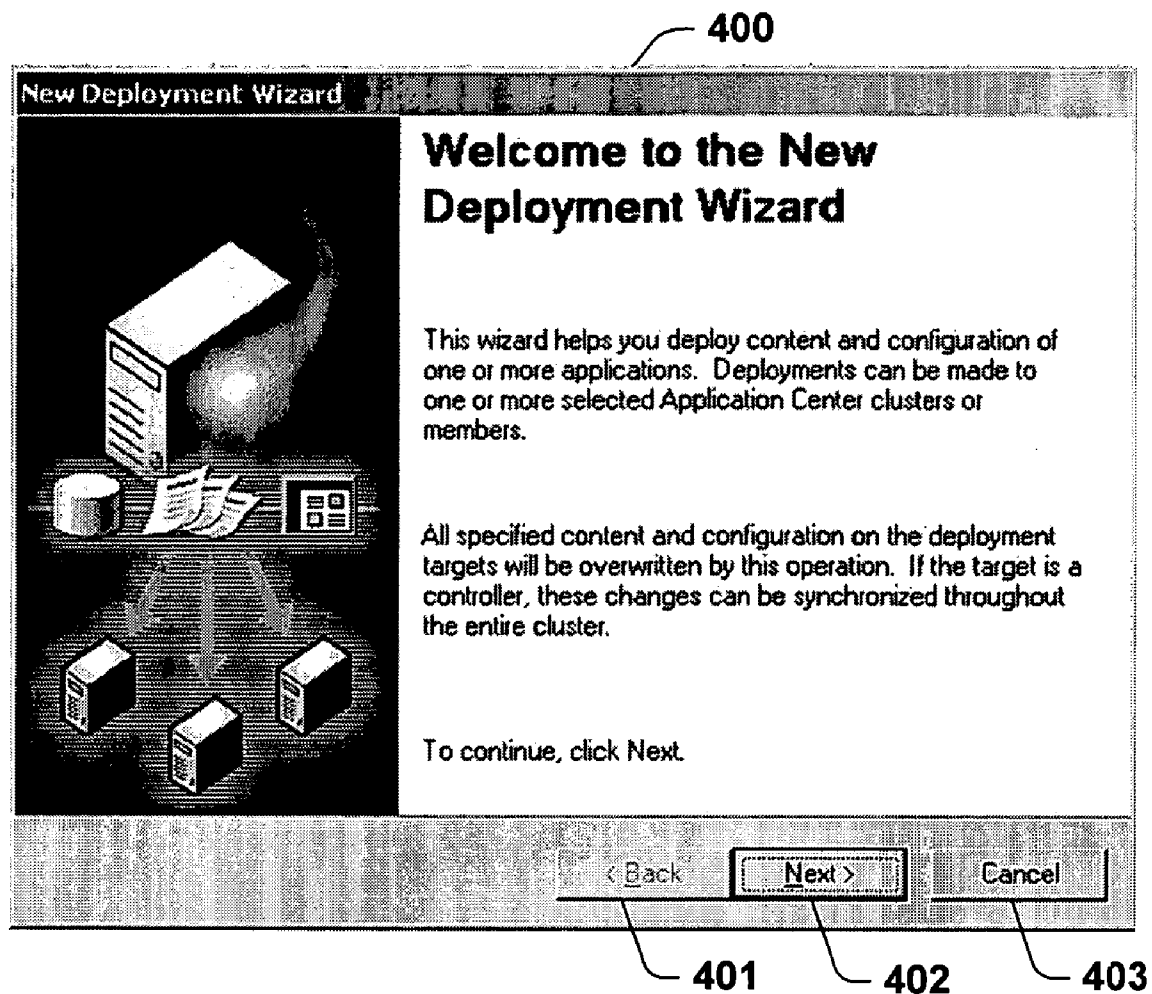 400
New Deployment Wizard
Welcome to the New
Deployment Wizard
This wizard helps you deploy content and configuration of
one or more applications. Deployments can be made to
one or more selected Application Center clusters or
members.
All specified content and configuration on the deployment
targets will be overwritten by this operation. If the target is a
controller, these changes can be synchronized throughout
the entire cluster.
To continue, click Next.
< Back Next > Cancel
401 402 403